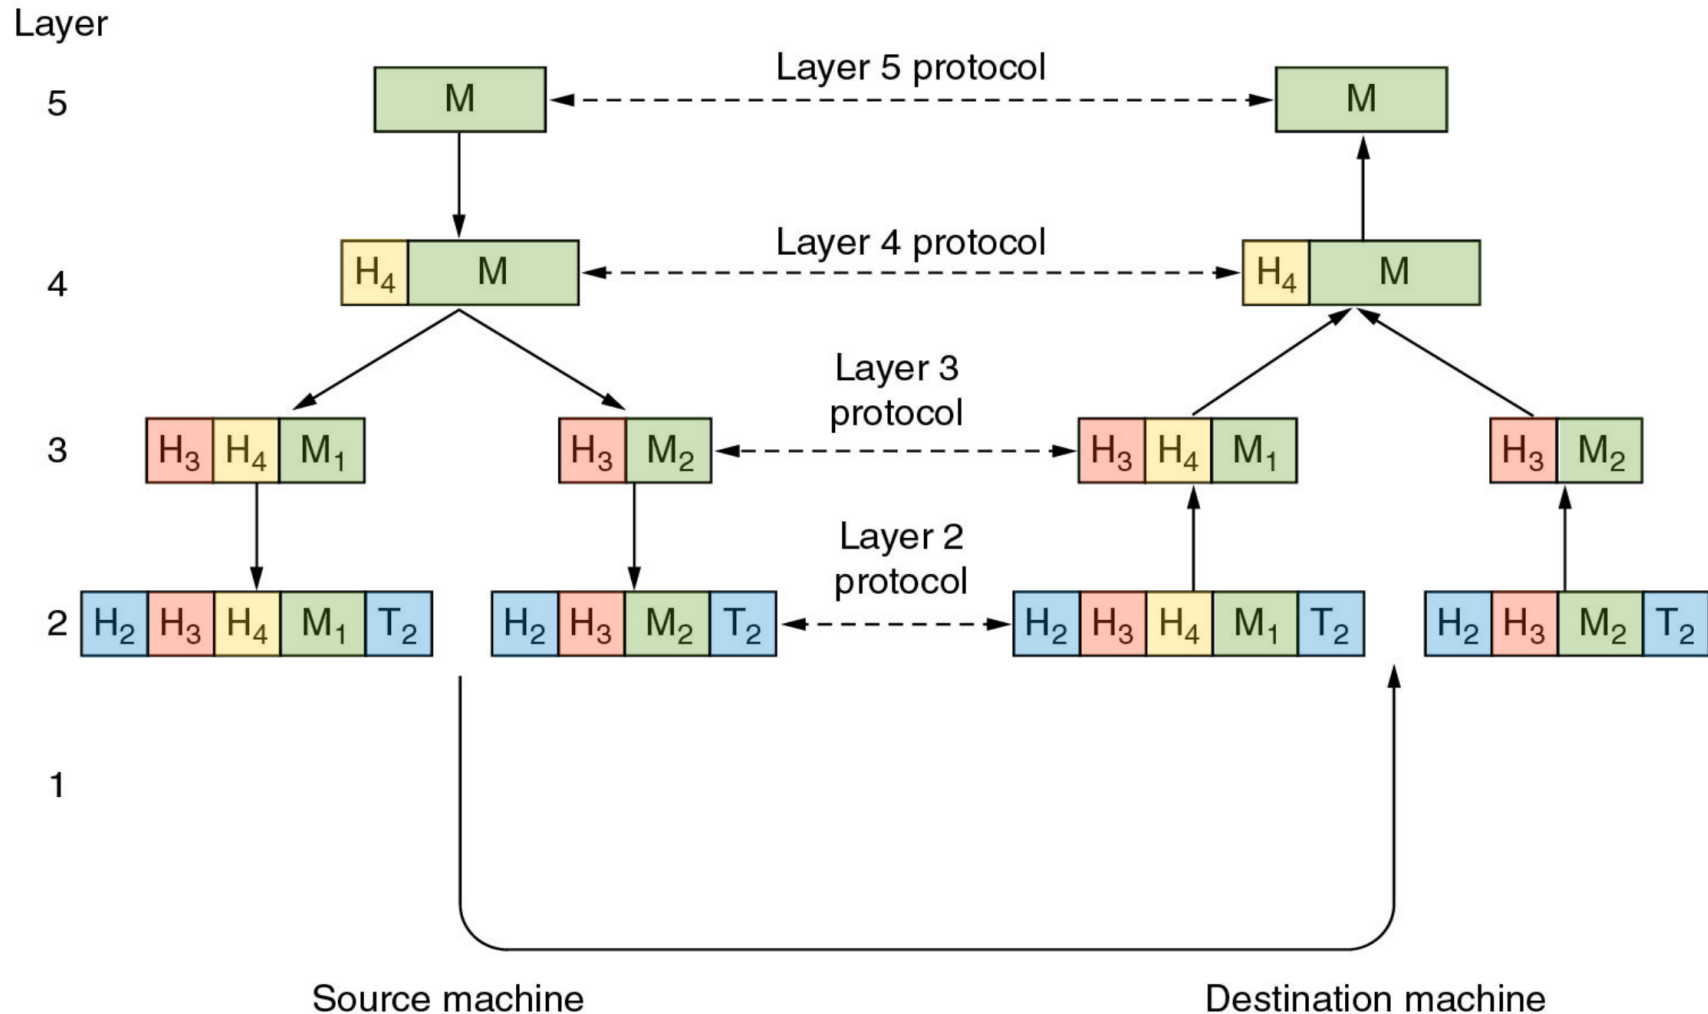 Layer
5 M Layer 5 protocol M
4 H₄ M Layer 4 protocol H₄ M
Layer 3
protocol
3 H₃ H₄ M₁ H₃ M₂ H₃ H₄ M₁ H₃ M₂
Layer 2
protocol
2 H₂ H₃ H₄ M₁ T₂ H₂ H₃ M₂ T₂ H₂ H₃ H₄ M₁ T₂ H₂ H₃ M₂ T₂
1
Source machine Destination machine